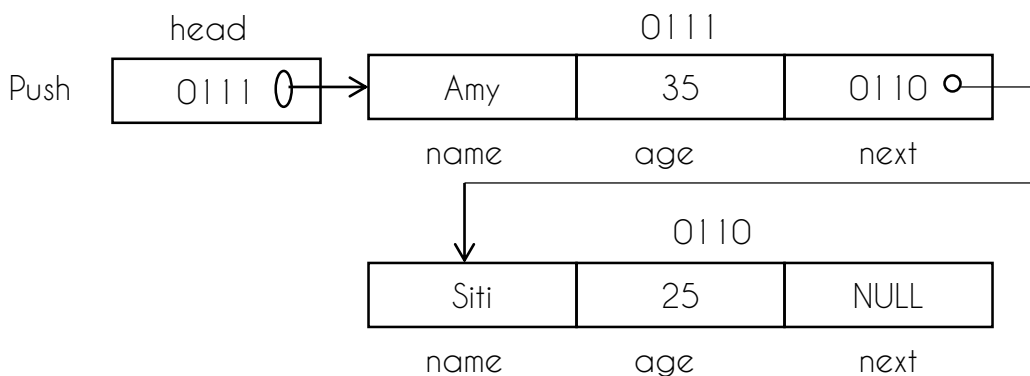 head
0111
Push
0111
Amy
35
0110
name
age
next
0110
Siti
25
NULL
name
age
next